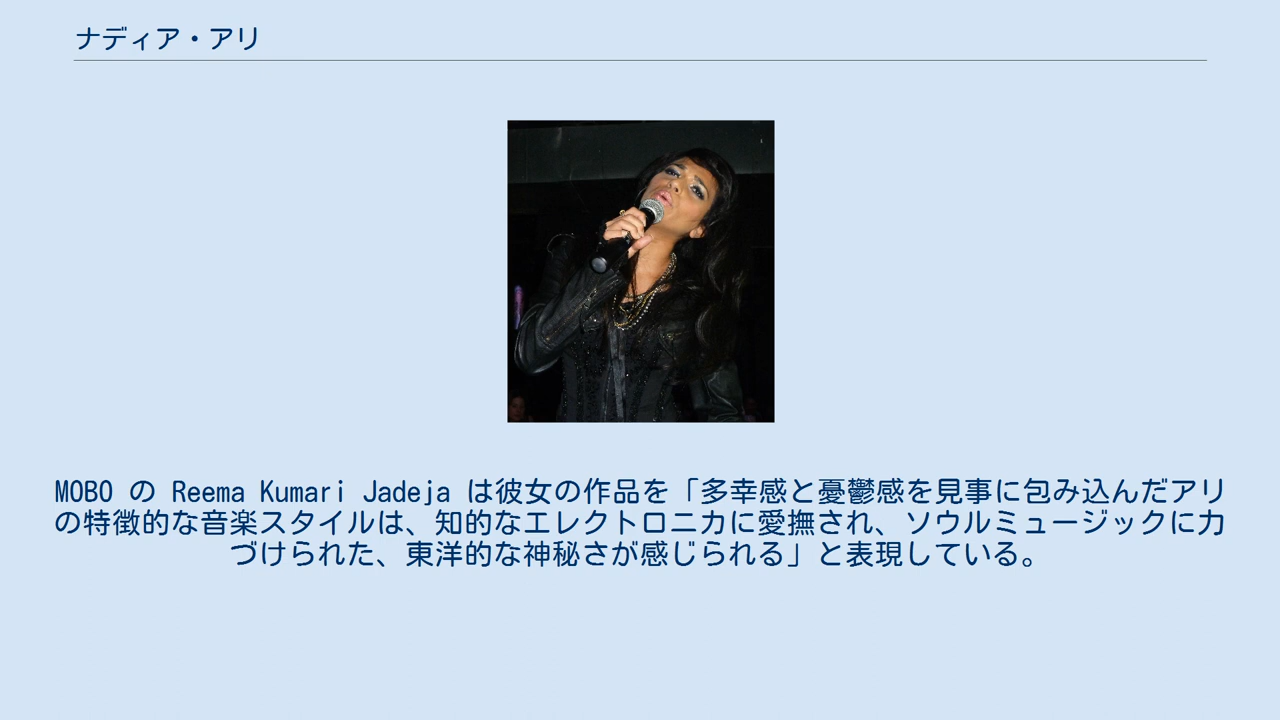 ナディア・アリ
MOBO の Reema Kumari Jadeja は彼女の作品を「多幸感と憂鬱感を見事に包み込んだアリ
の特徴的な音楽スタイルは、知的なエレクトロニカに愛撫され、ソウルミュージックに力
づけられた、東洋的な神秘さが感じられる」と表現している。